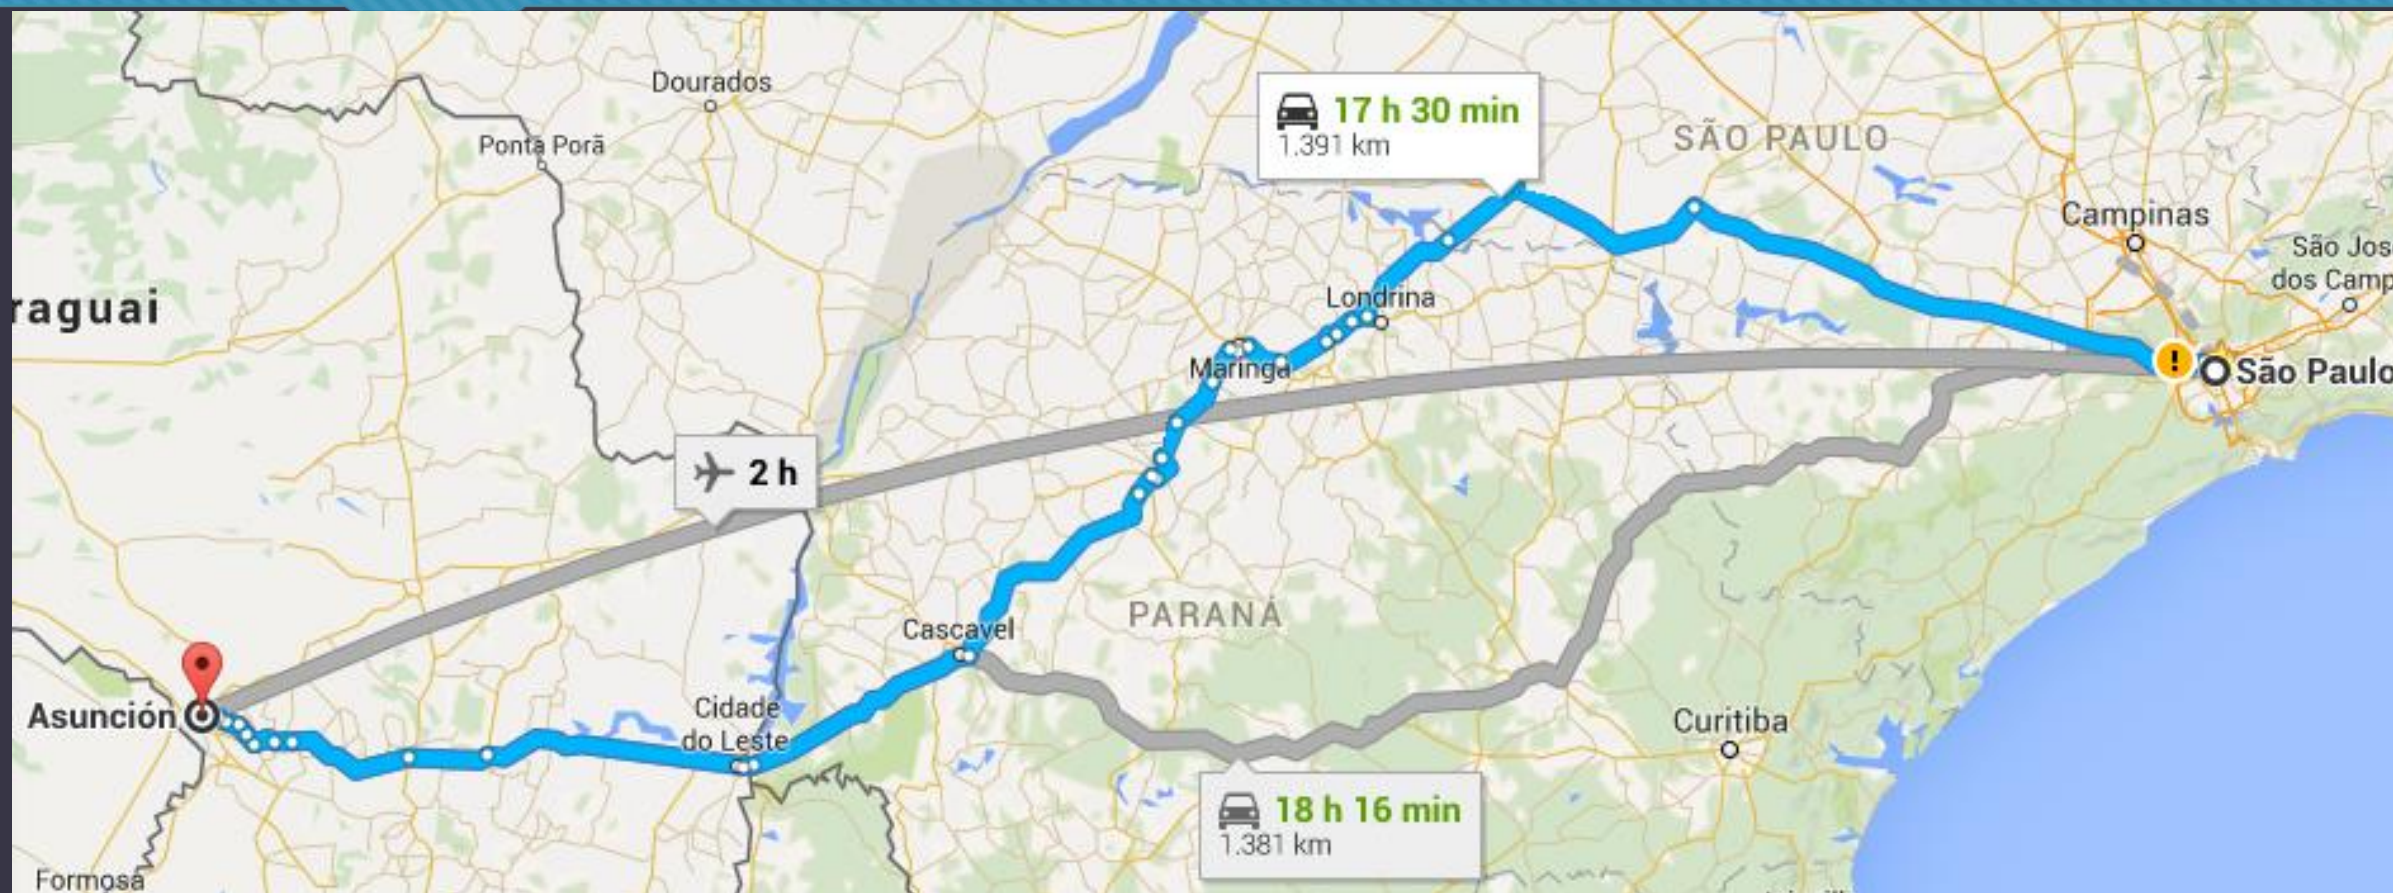 Dourados
Ponta Porã
17 h 30 min
1.391 km
SÃO PAULO
Campinas
São Jos
dos Camp
raguai
Londrina
Maringá
!
São Paulo
2 h
PARANÁ
Cascavel
Asunción
Cidade
do Leste
Curitiba
18 h 16 min
1.381 km
Formosa